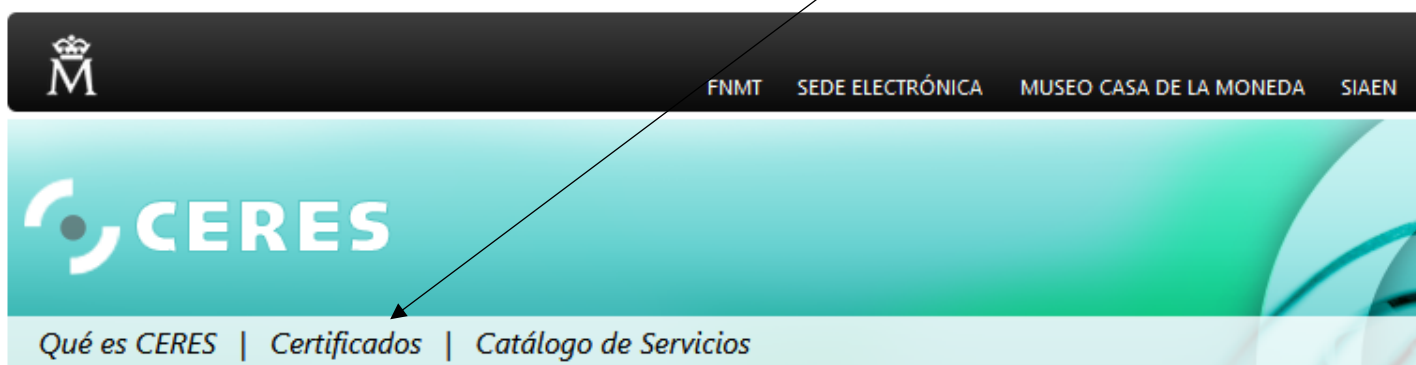 M
FNMT SEDE ELECTRÓNICA MUSEO CASA DE LA MONEDA SIAEN
CERES
Qué es CERES | Certificados | Catálogo de Servicios